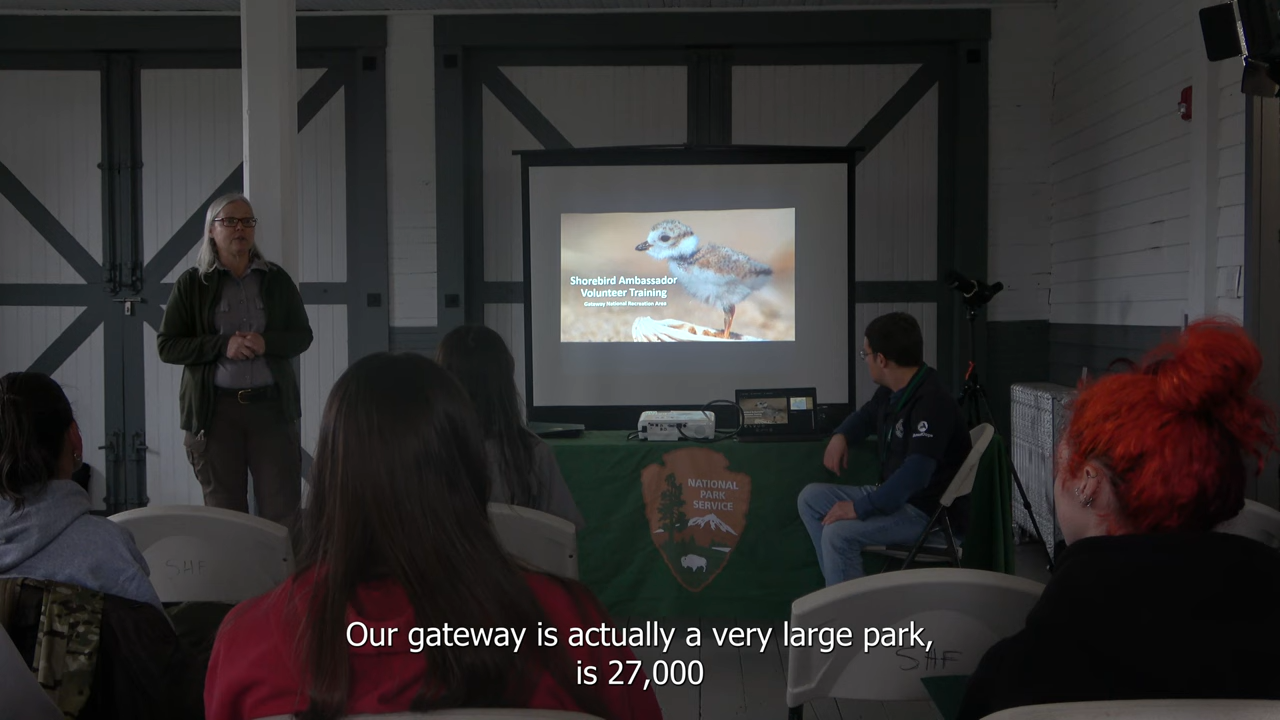 Shorebird Ambassador
Volunteer Training
Gateway National Recreation Area
NATIONAL
PARK
SERVICE
SHF
SHF
Our gateway is actually a very large park,
is 27,000